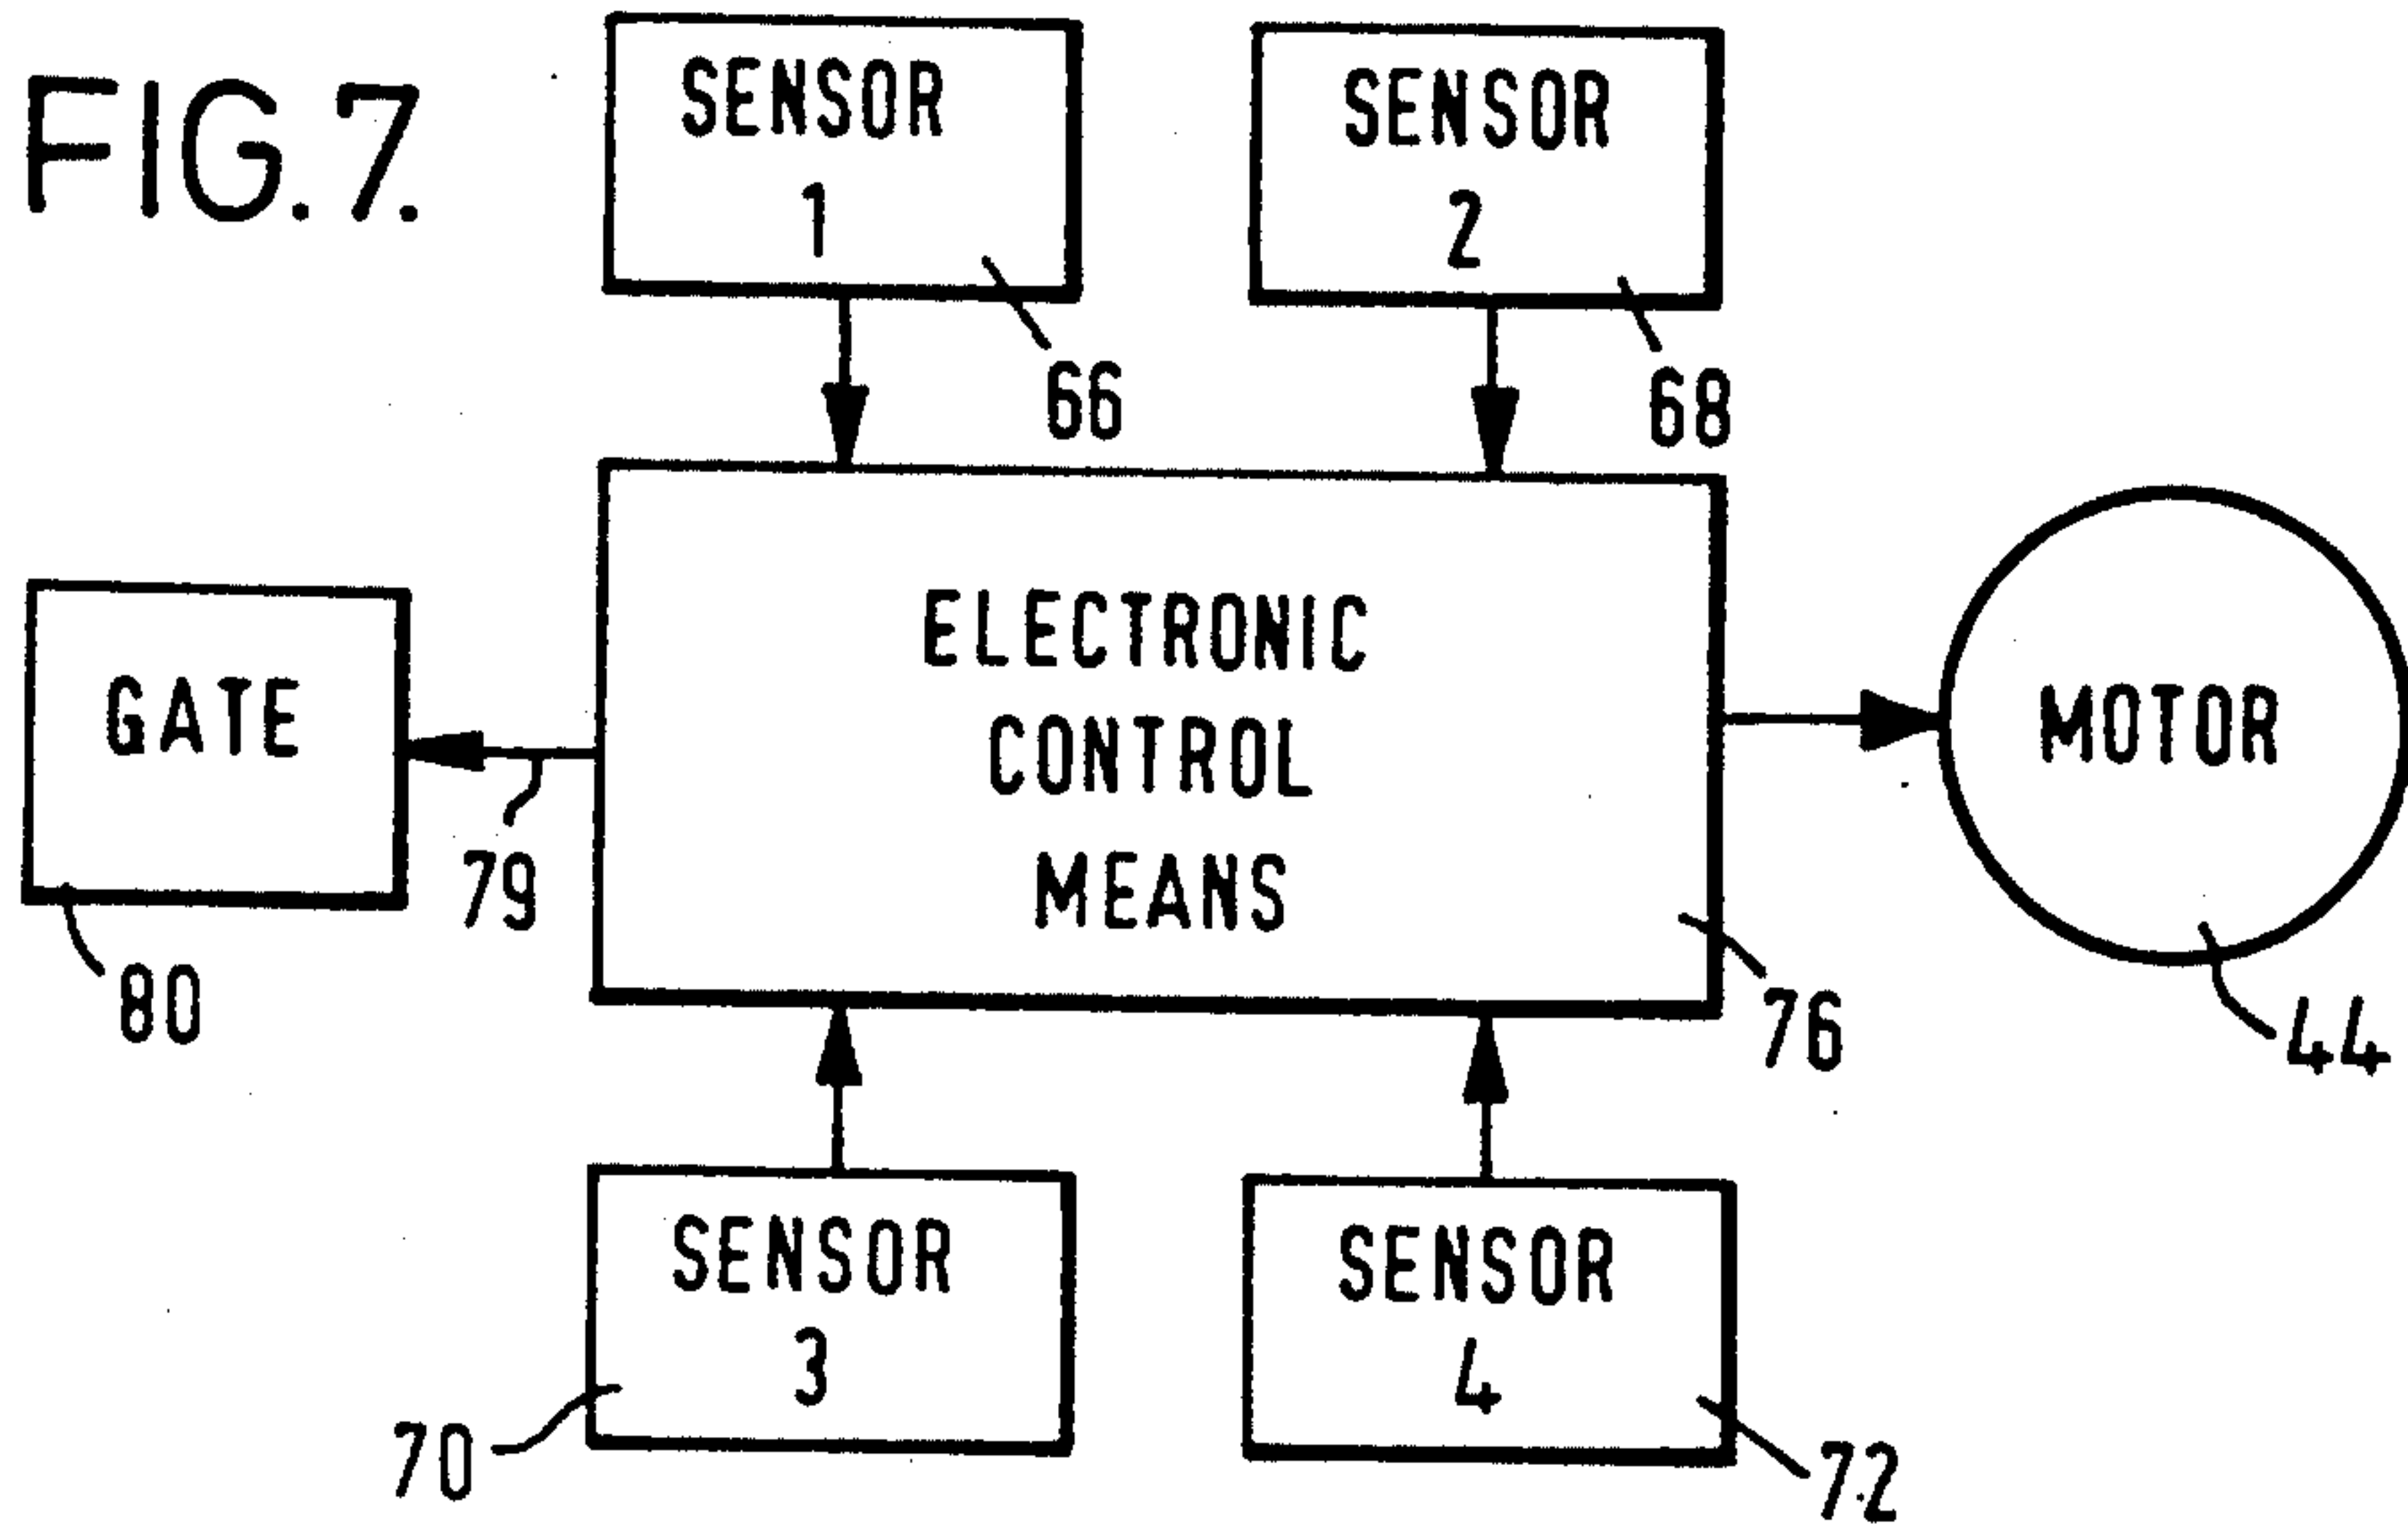 FIG. 7.
SENSOR
1
66
SENSOR
2
68
GATE
80
79
ELECTRONIC
CONTROL
MEANS
76
MOTOR
44
SENSOR
3
70
SENSOR
4
72